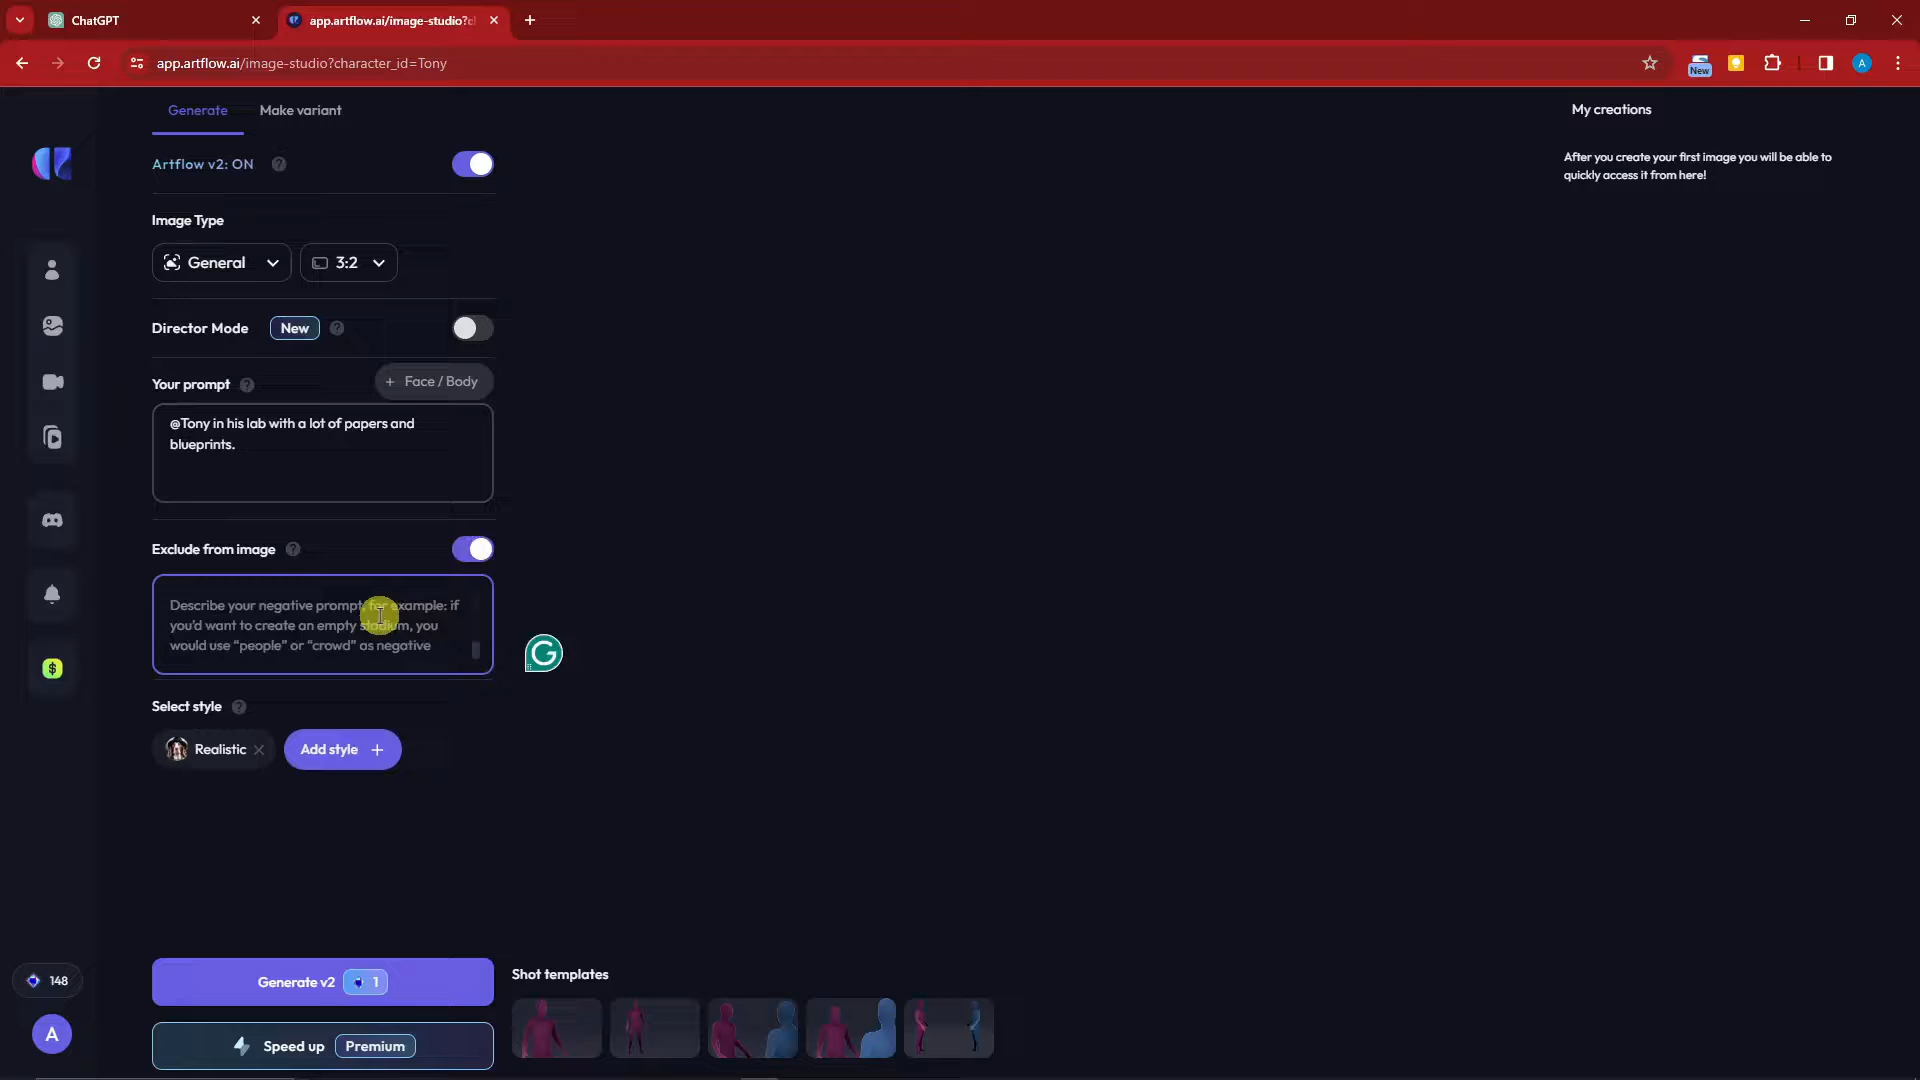 ChatGPT
app.artflow.ai/image-studio?c
app.artflow.ai/image-studio?character_id=Tony
New
A
Generate
Make variant
My creations
Artflow v2: ON
After you create your first image you will be able to
quickly access it from here!
Image Type
General
3:2
Director Mode
New
Your prompt
+ Face / Body
@Tony in his lab with a lot of papers and
blueprints.
Exclude from image
Describe your negative prompt, for example: if
you'd want to create an empty stadium, you
would use "people" or "crowd" as negative
G
$
Select style
Realistic
Add style +
148
Generate v2
1
Shot templates
A
Speed up
Premium